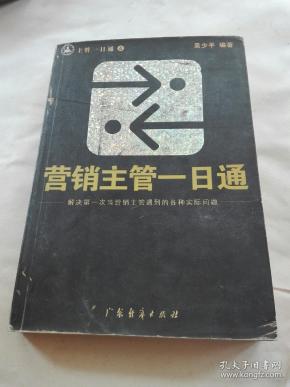 上管一日通
吴少平 编著
营销主管一日通
解决第一次当营销主管遇到的各种实际问题
广东经济出版社
孔夫子旧书网